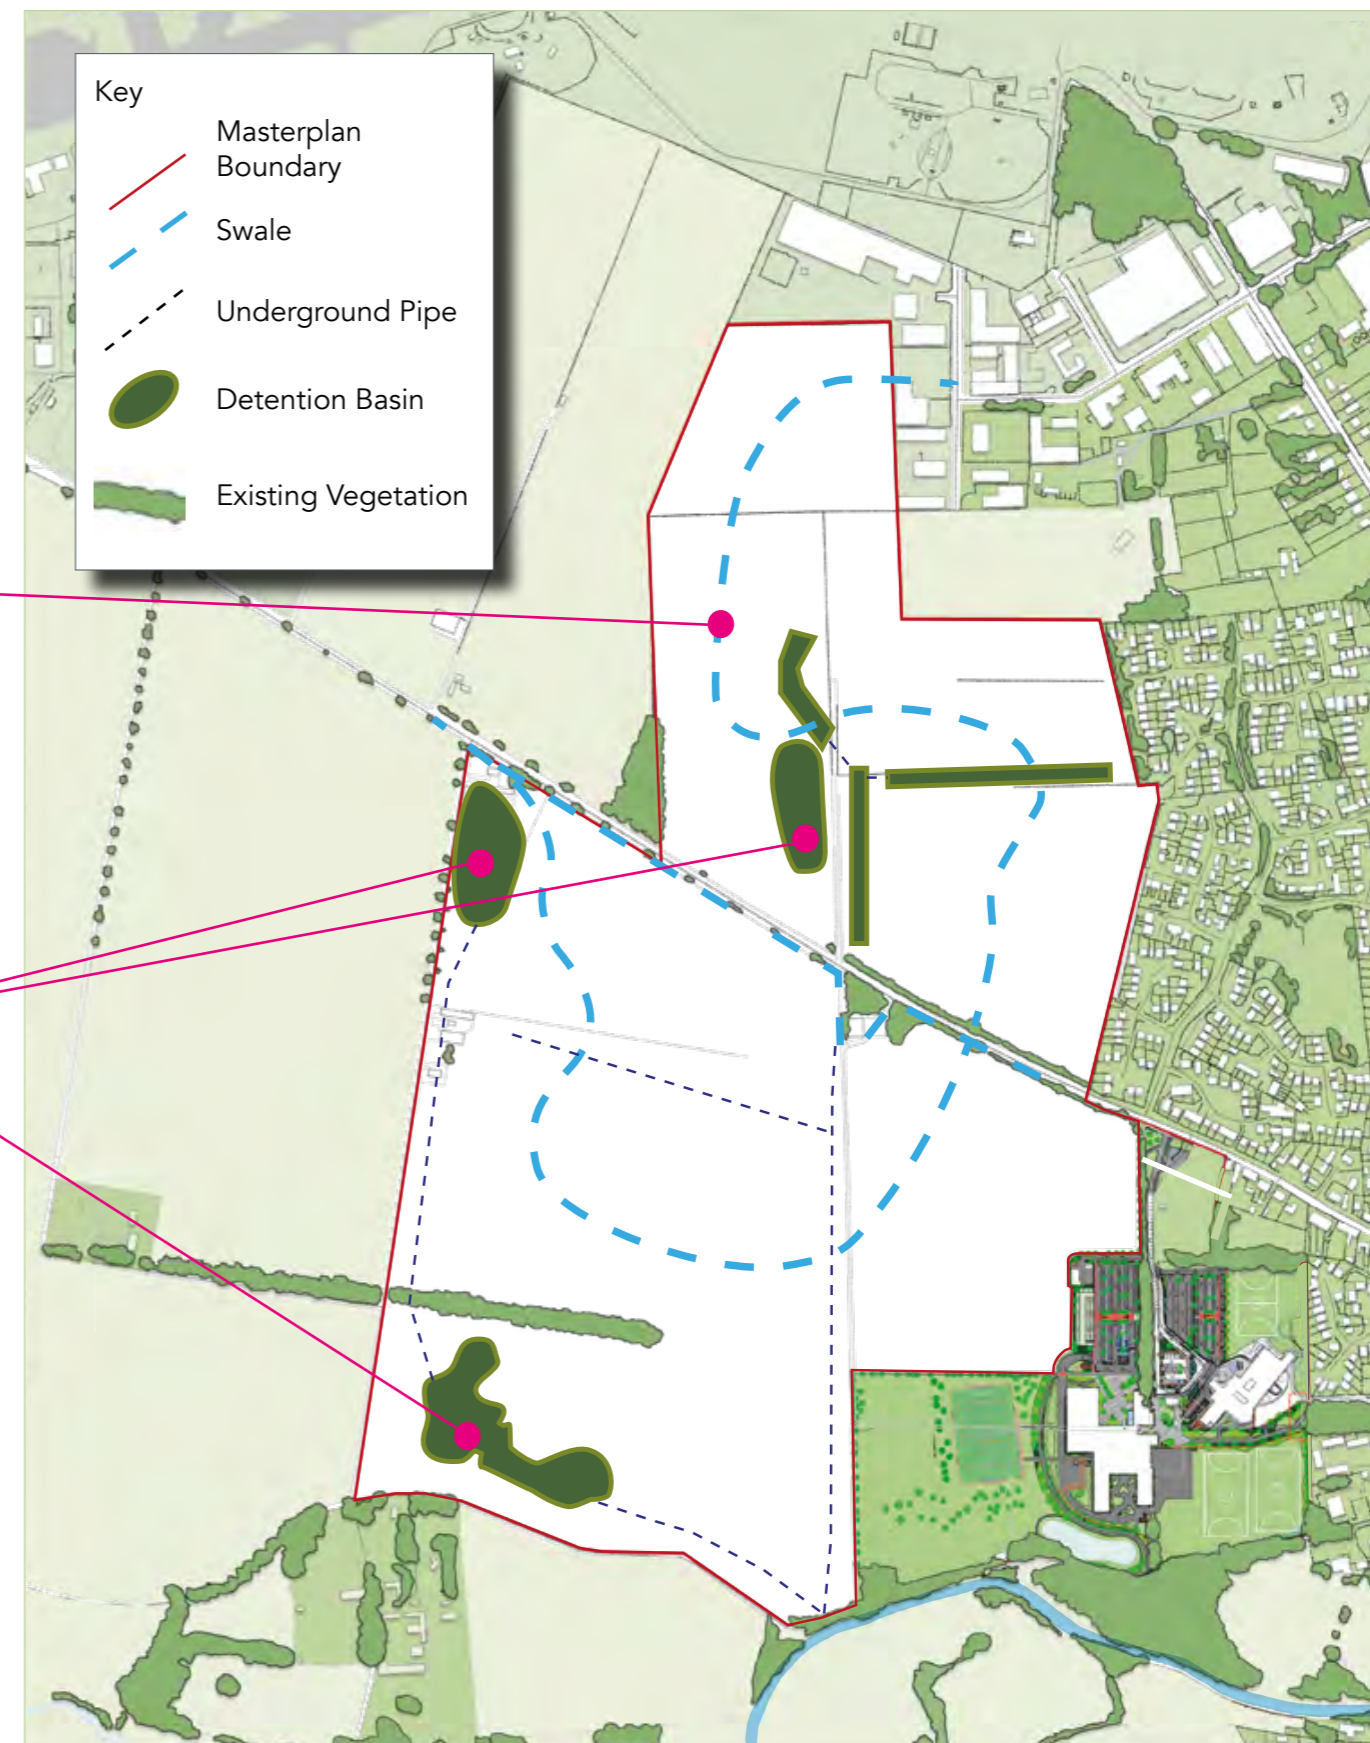 Key
Masterplan
Boundary
Swale
Underground Pipe
Detention Basin
Existing Vegetation